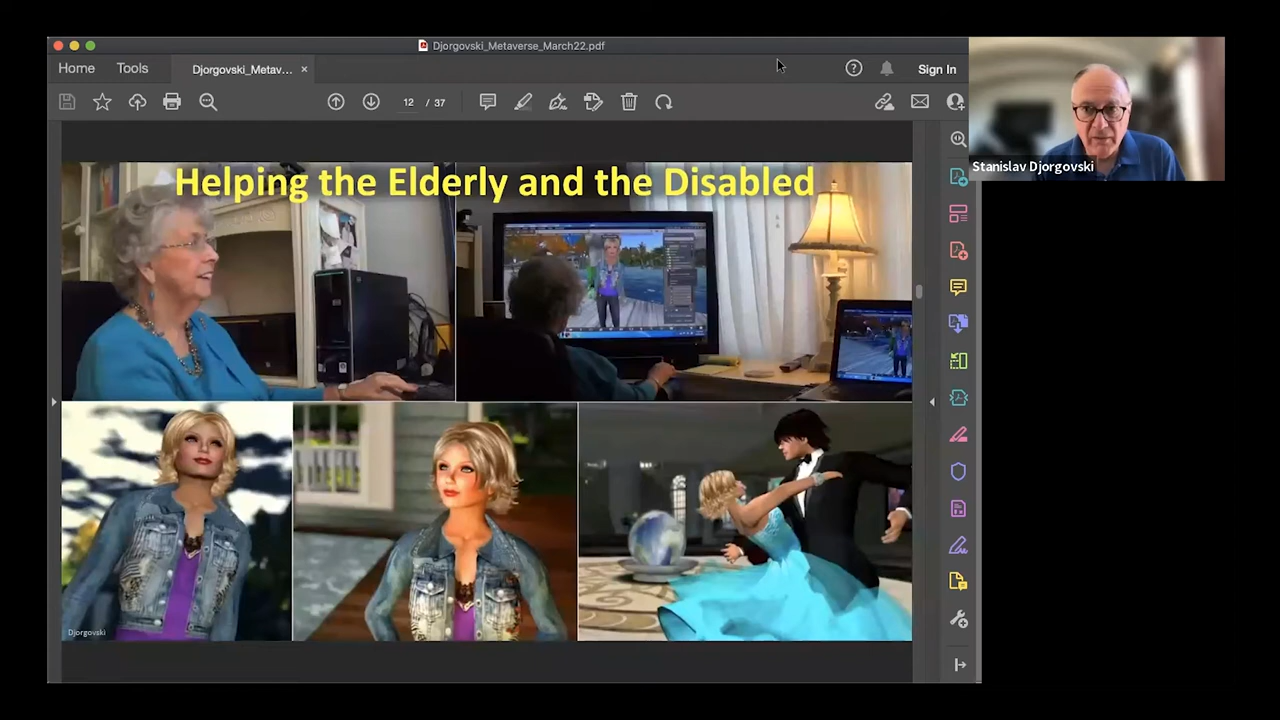 Djorgovski_Metaverse_March22.pdf
Home
Tools
Djorgovski_Metav...
Sign In
12 / 37
Stanislav Djorgovski
Helping the Elderly and the Disabled
Djorgovski